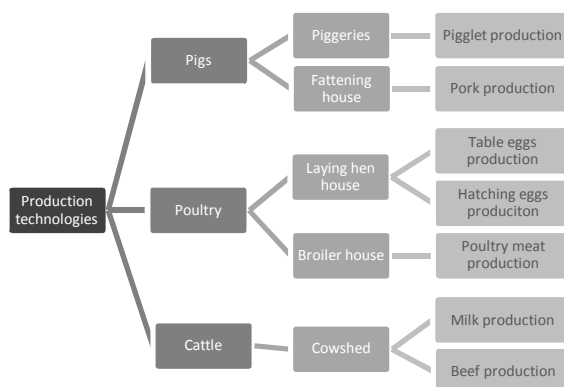 Production
technologies
Pigs
Piggeries
Pigglet production
Fattening
house
Pork production
Poultry
Laying hen
house
Table eggs
production
Hatching eggs
produciton
Broiler house
Poultry meat
production
Cattle
Cowshed
Milk production
Beef production